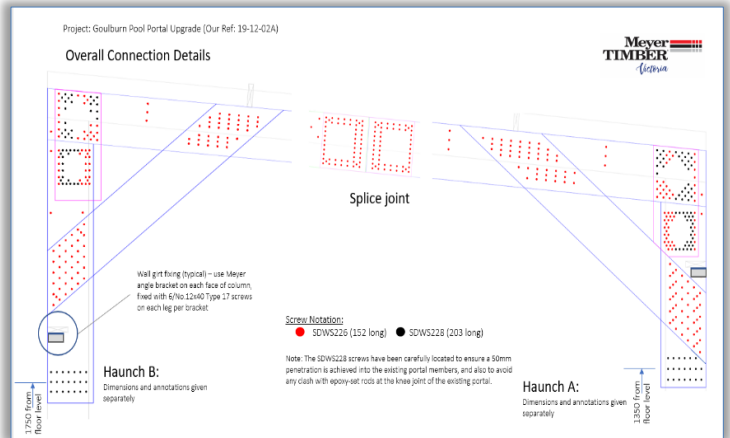 Project: Goulburn Pool Portal Upgrade (Our Ref: 19-12-02A)
Overall Connection Details
Meyer
TIMBER
Victoria
Splice joint
Wall girt fixing (typical) – use Meyer
angle bracket on each face of column,
fixed with 6/No.12x40 Type 17 screws
on each leg per bracket
Screw Notation:
SDWS226 (152 long) SDWS228 (203 long)
Note: The SDWS228 screws have been carefully located to ensure a 50mm
penetration is achieved into the existing portal members, and also to avoid
any clash with epoxy-set rods at the knee joint of the existing portal.
Haunch B:
Dimensions and annotations given
separately
Haunch A:
Dimensions and annotations given
separately
1750 from
floor level
1350 from
floor level